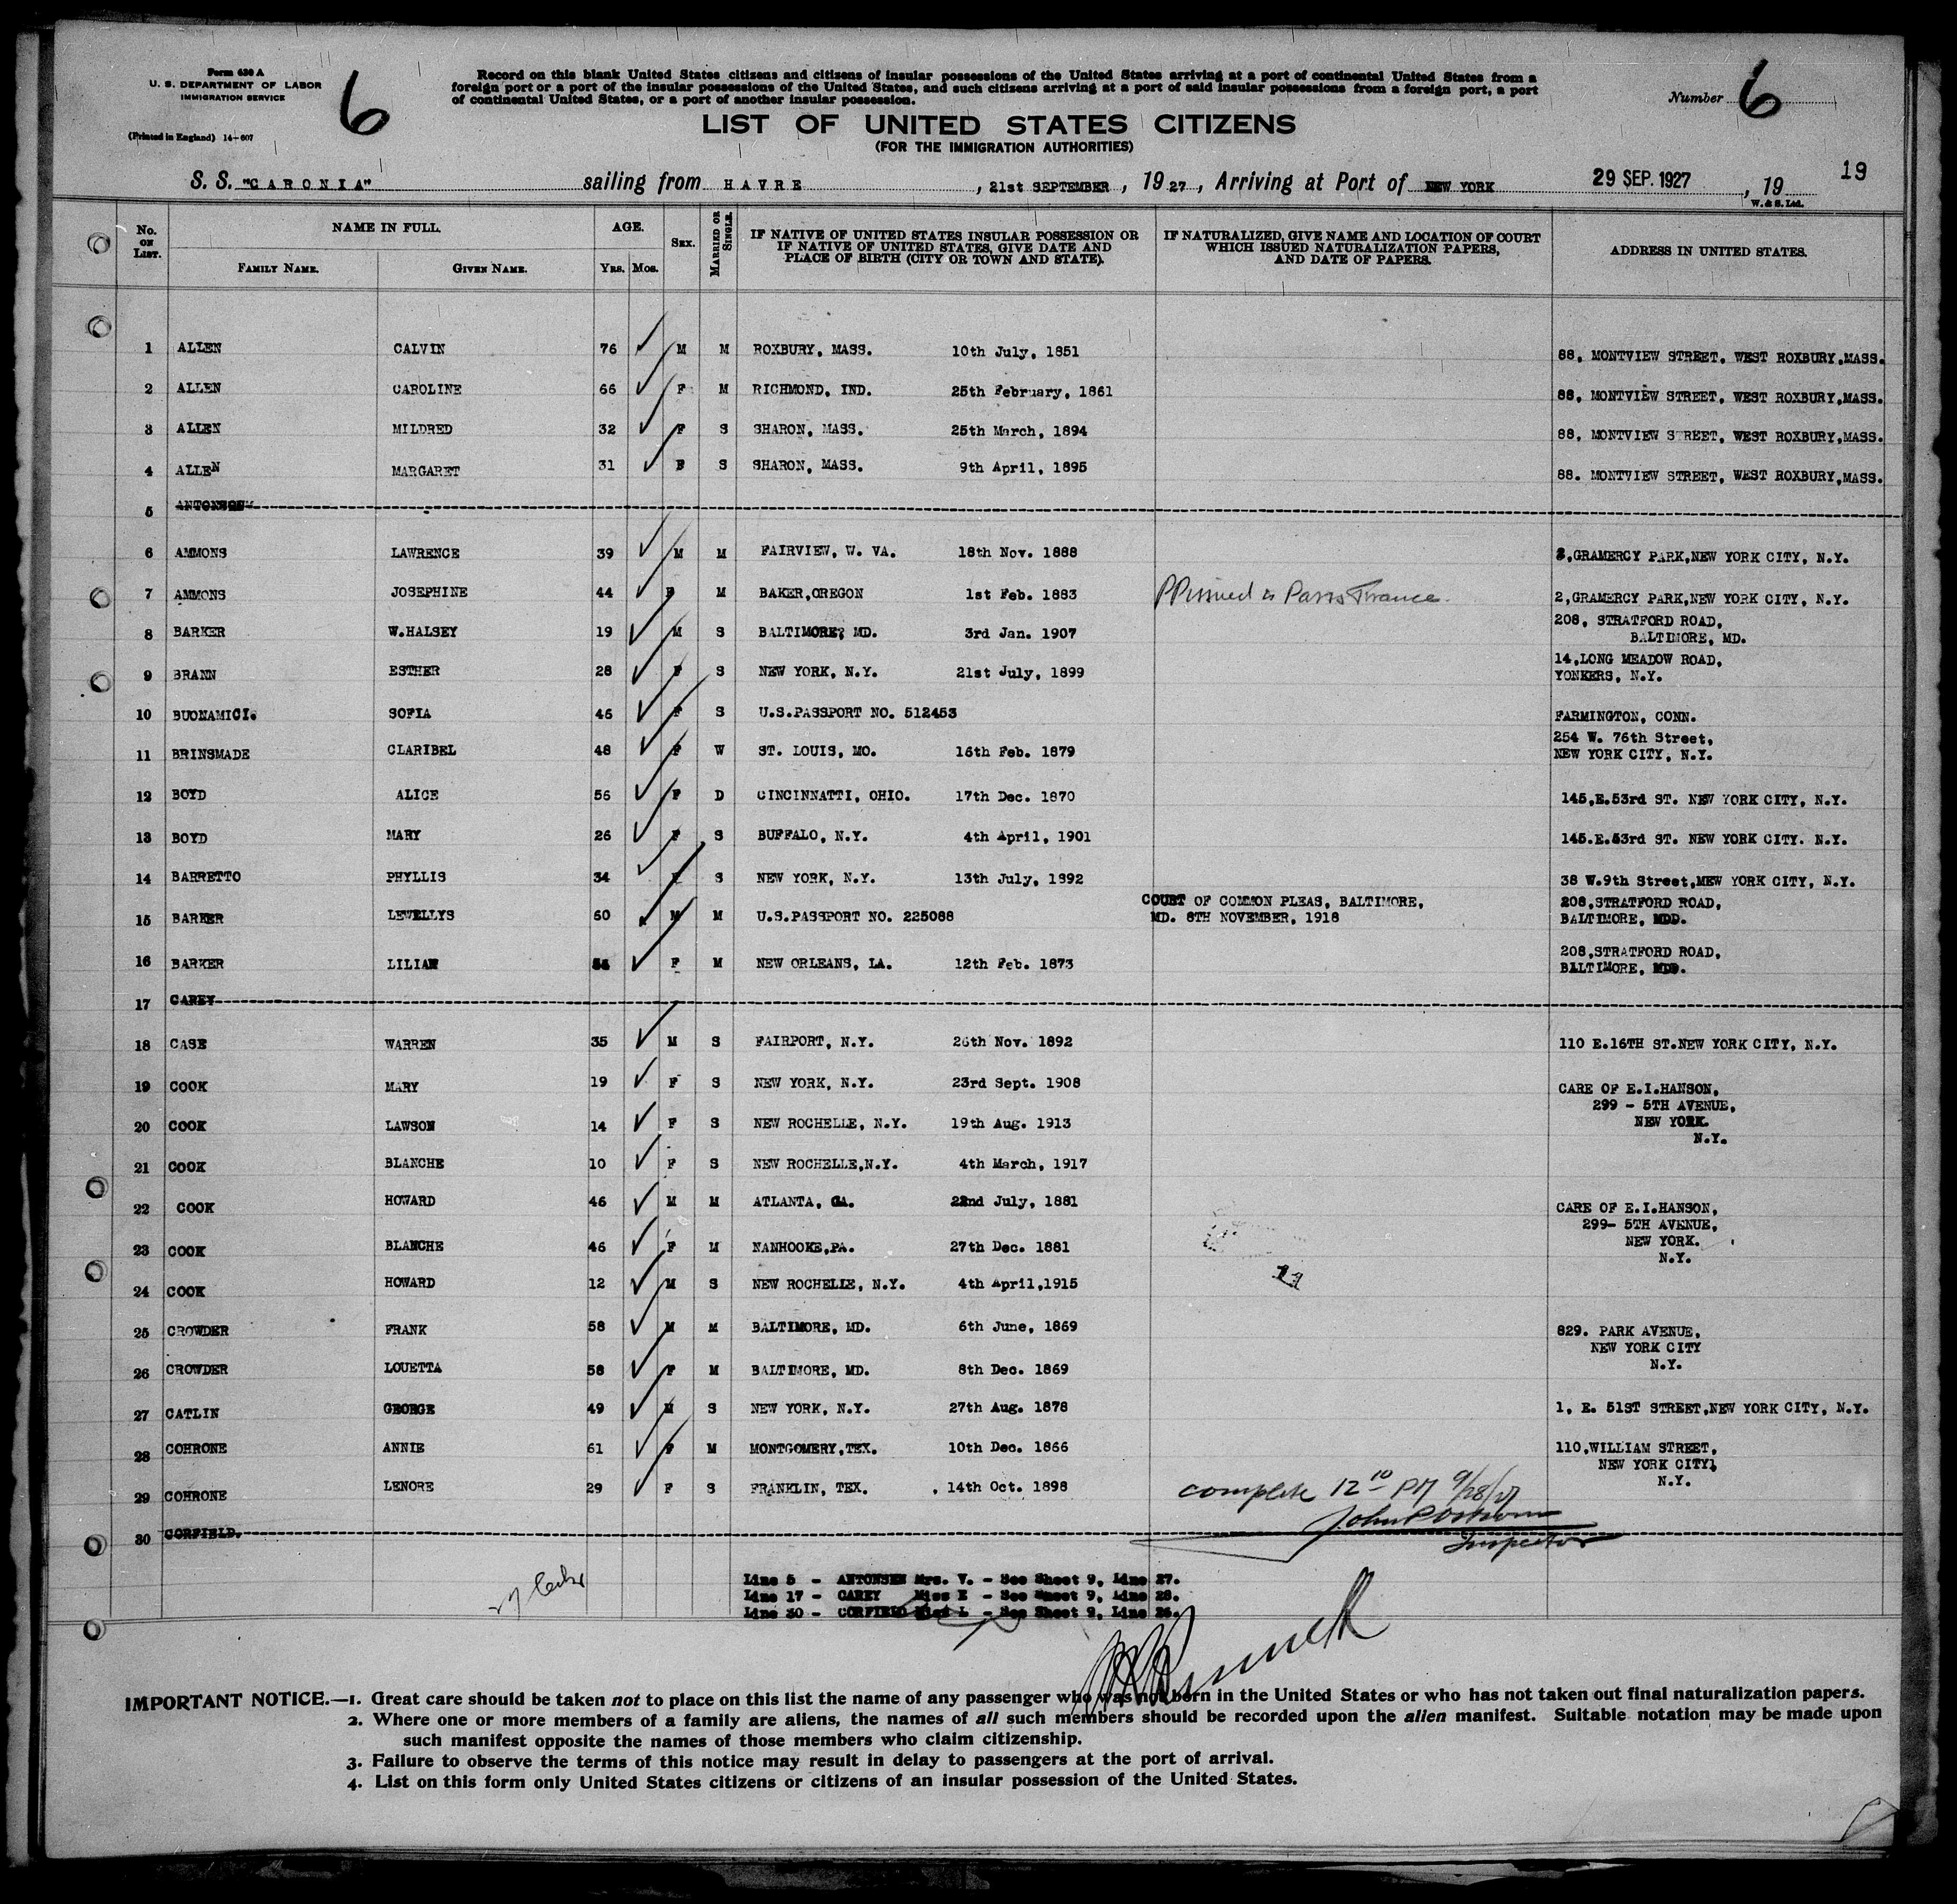 Form 630 A
U. S. DEPARTMENT OF LABOR
IMMIGRATION SERVICE
(Printed in England) 14-607
6
Record on this blank United States citizens and citizens of insular possessions of the United States arriving at a port of continental United States from a
foreign port or a port of the insular possessions of the United States, and such citizens arriving at a port of said insular possessions from a foreign port, a port
of continental United States, or a port of another insular possession.
Number 6
LIST OF UNITED STATES CITIZENS
(FOR THE IMMIGRATION AUTHORITIES)
S. S. "CARONIA" sailing from HAVRE, 21st SEPTEMBER, 1927, Arriving at Port of NEW YORK 29 SEP. 1927, 19 19
W. & S. Ltd.
No. ON LIST. NAME IN FULL. FAMILY NAME. GIVEN NAME. AGE. YRS. MOS. SEX. MARRIED OR SINGLE. IF NATIVE OF UNITED STATES INSULAR POSSESSION OR IF NATIVE OF UNITED STATES, GIVE DATE AND PLACE OF BIRTH (CITY OR TOWN AND STATE). IF NATURALIZED, GIVE NAME AND LOCATION OF COURT WHICH ISSUED NATURALIZATION PAPERS, AND DATE OF PAPERS. ADDRESS IN UNITED STATES.
1 ALLEN CALVIN 76 M M ROXBURY, MASS. 10th July, 1851 88, MONTVIEW STREET, WEST ROXBURY,MASS.
2 ALLEN CAROLINE 66 F M RICHMOND, IND. 25th February, 1861 88, MONTVIEW STREET, WEST ROXBURY,MASS.
3 ALLEN MILDRED 32 F S SHARON, MASS. 25th March, 1894 88, MONTVIEW STREET, WEST ROXBURY,MASS.
4 ALLEN MARGARET 31 F S SHARON, MASS. 9th April, 1895 88. MONTVIEW STREET, WEST ROXBURY,MASS.
5 ANTONSON
6 AMMONS LAWRENCE 39 M M FAIRVIEW, W. VA. 18th Nov. 1888 2,GRAMERCY PARK,NEW YORK CITY, N.Y.
7 AMMONS JOSEPHINE 44 F M BAKER,OREGON 1st Feb. 1883 PP issued in Paris France. 2,GRAMERCY PARK,NEW YORK CITY, N.Y.
8 BARKER W.HALSEY 19 M S BALTIMORE, MD. 3rd Jan. 1907 208, STRATFORD ROAD,
BALTIMORE, MD.
9 BRANN ESTHER 28 F S NEW YORK, N.Y. 21st July, 1899 14,LONG MEADOW ROAD,
YONKERS, N.Y.
10 BUONAMICI. SOFIA 46 F S U.S.PASSPORT NO. 512453 FARMINGTON, CONN.
11 BRINSMADE CLARIBEL 48 F W ST. LOUIS, MO. 16th Feb. 1879 254 W. 76th Street,
NEW YORK CITY, N.Y.
12 BOYD ALICE 56 F D CINCINNATTI, OHIO. 17th Dec. 1870 145,E.53rd ST. NEW YORK CITY, N.Y.
13 BOYD MARY 26 F S BUFFALO, N.Y. 4th April, 1901 145.E.53rd ST. NEW YORK CITY. N.Y.
14 BARRETTO PHYLLIS 34 F S NEW YORK, N.Y. 13th July, 1892 38 W.9th Street,NEW YORK CITY, N.Y.
15 BARKER LEWELLYS 60 M M U.S.PASSPORT NO. 225088 COURT OF COMMON PLEAS, BALTIMORE,
MD. 8TH NOVEMBER, 1918 208,STRATFORD ROAD,
BALTIMORE, MDD.
16 BARKER LILIAN F M NEW ORLEANS, LA. 12th Feb. 1873 208,STRATFORD ROAD,
BALTIMORE, MDD.
17 CAREY
18 CASE WARREN 35 M S FAIRPORT, N.Y. 26th Nov. 1892 110 E.16TH ST.NEW YORK CITY, N.Y.
19 COOK MARY 19 F S NEW YORK, N.Y. 23rd Sept. 1908 CARE OF E.I.HANSON,
299 - 5TH AVENUE,
20 COOK LAWSON 14 F S NEW ROCHELLE, N.Y. 19th Aug. 1913 NEW YORK.
N.Y.
21 COOK BLANCHE 10 F S NEW ROCHELLE,N.Y. 4th March, 1917
22 COOK HOWARD 46 M M ATLANTA, GA. 22nd July, 1881 CARE OF E.I.HANSON,
299- 5TH AVENUE,
23 COOK BLANCHE 46 F M NANHOOKE,PA. 27th Dec. 1881 NEW YORK.
N.Y.
24 COOK HOWARD 12 M S NEW ROCHELLE, N.Y. 4th April,1915
25 CROWDER FRANK 58 M M BALTIMORE, MD. 6th June, 1869 829. PARK AVENUE,
NEW YORK CITY
26 CROWDER LOUETTA 58 F M BALTIMORE, MD. 8th Dec. 1869 N.Y.
27 CATLIN GEORGE 49 M S NEW YORK, N.Y. 27th Aug. 1878 1, E. 51ST STREET,NEW YORK CITY, N.Y.
28 COHRONE ANNIE 61 F M MONTGOMERY,TEX. 10th Dec. 1866 110,WILLIAM STREET,
NEW YORK CITY,
29 COHRONE LENORE 29 F S FRANKLIN, TEX. 14th Oct. 1898 N.Y.
complete 12 10 PM 9/28/27
30 CORFIELD.
Inspector
Line 5 - ANTONSEN Mrs. V. - See Sheet 9, Line 27.
Line 17 - CAREY Miss E - See Sheet 9, Line 28.
Line 30 - CORFIELD Miss L - See Sheet 9, Line 26.
IMPORTANT NOTICE.—1. Great care should be taken not to place on this list the name of any passenger who was not born in the United States or who has not taken out final naturalization papers.
2. Where one or more members of a family are aliens, the names of all such members should be recorded upon the alien manifest. Suitable notation may be made upon
such manifest opposite the names of those members who claim citizenship.
3. Failure to observe the terms of this notice may result in delay to passengers at the port of arrival.
4. List on this form only United States citizens or citizens of an insular possession of the United States.